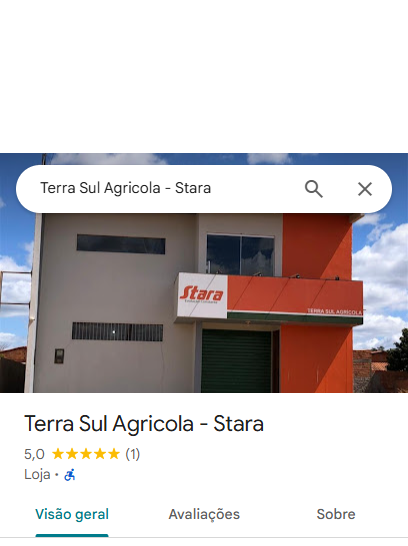 Terra Sul Agricola - Stara
Stara
TERRA SUL AGRICOLA
Terra Sul Agricola - Stara
5,0 (1)
Loja ·
Visão geral
Avaliações
Sobre